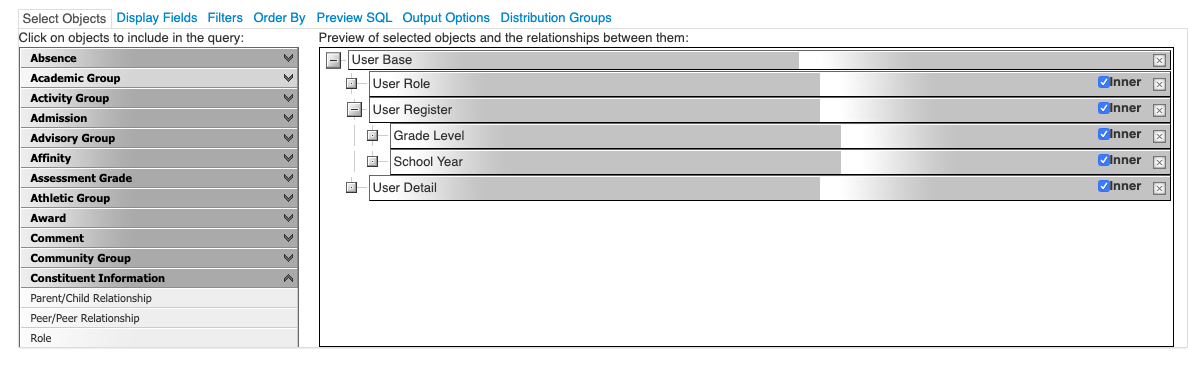 Select Objects Display Fields Filters Order By Preview SQL Output Options Distribution Groups
Click on objects to include in the query:
Absence
Academic Group
Activity Group
Admission
Advisory Group
Affinity
Assessment Grade
Athletic Group
Award
Comment
Community Group
Constituent Information
Parent/Child Relationship
Peer/Peer Relationship
Role
Preview of selected objects and the relationships between them:
User Base
User Role Inner
User Register Inner
Grade Level Inner
School Year Inner
User Detail Inner